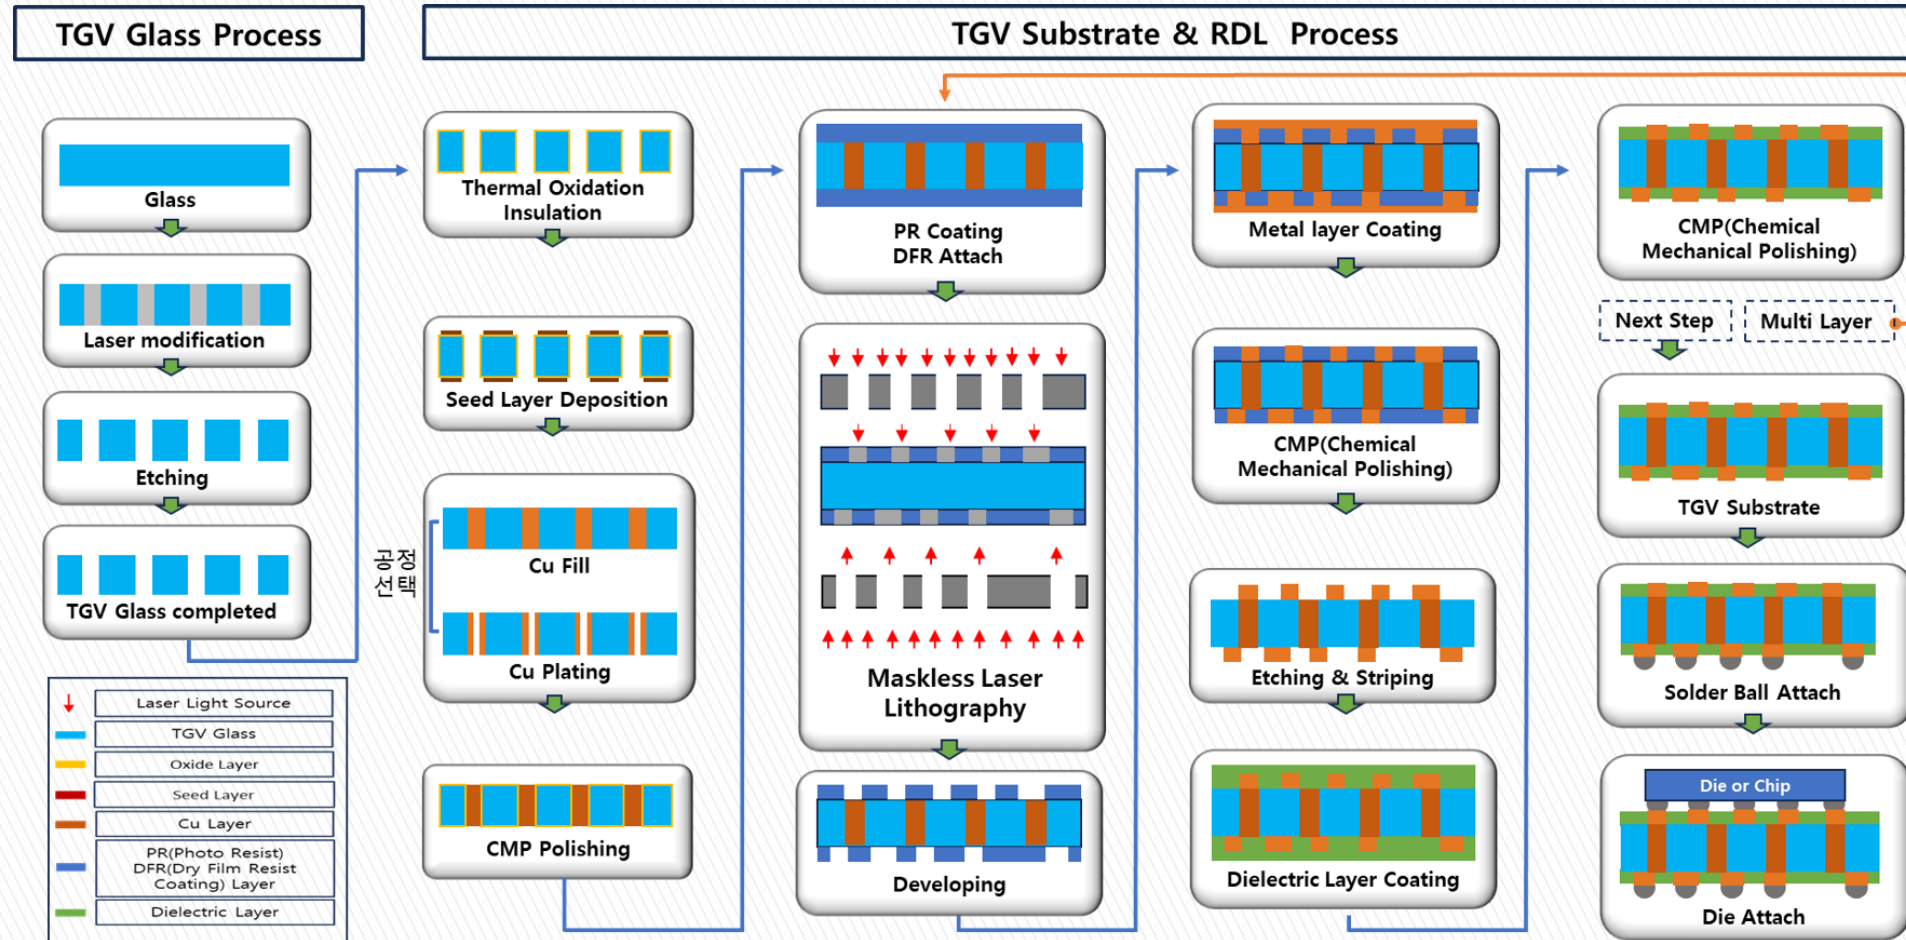 TGV Glass Process
TGV Substrate & RDL Process
Glass
Laser modification
Etching
TGV Glass completed
Laser Light Source
TGV Glass
Oxide Layer
Seed Layer
Cu Layer
PR(Photo Resist)
DFR(Dry Film Resist
Coating) Layer
Dielectric Layer
Thermal Oxidation
Insulation
Seed Layer Deposition
공정
선택
Cu Fill
Cu Plating
CMP Polishing
PR Coating
DFR Attach
Maskless Laser
Lithography
Developing
Metal layer Coating
CMP(Chemical
Mechanical Polishing)
Etching & Striping
Dielectric Layer Coating
CMP(Chemical
Mechanical Polishing)
Next Step
Multi Layer
TGV Substrate
Solder Ball Attach
Die or Chip
Die Attach